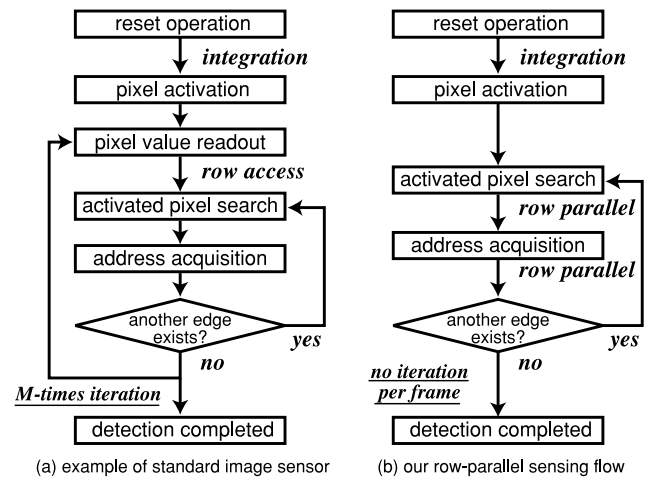 reset operation
integration
pixel activation
pixel value readout
row access
activated pixel search
address acquisition
another edge
exists?
yes
no
M-times iteration
detection completed
(a) example of standard image sensor
reset operation
integration
pixel activation
activated pixel search
row parallel
address acquisition
row parallel
another edge
exists?
yes
no
no iteration
per frame
detection completed
(b) our row-parallel sensing flow